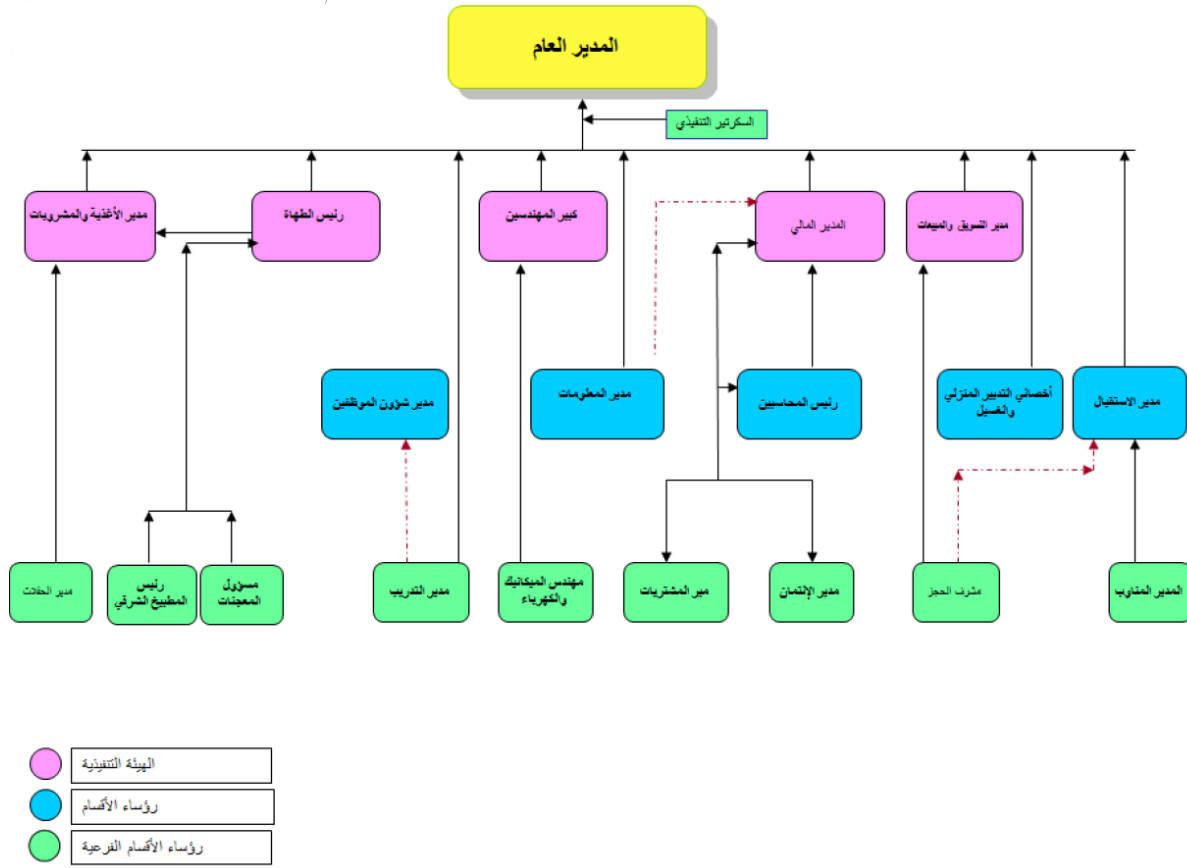 المدير العام
السكرتير التنفيذي
مدير التسويق والمبيعات
المدير المالي
كبير المهندسين
رئيس الطهاة
مدير الأغذية والمشروبات
مدير الاستقبال
أخصائي التدبير المنزلي
والغسيل
رئيس المحاسبين
مدير المعلومات
مدير شؤون الموظفين
المدير المناوب
مشرف الحجز
مدير الإئتمان
مير المشتريات
مهندس الميكانيك
والكهرباء
مدير التدريب
مسؤول
المعجنات
رئيس
المطبيخ الشرقي
مدير الحفلات
الهيئة التنفيذية
رؤساء الأقسام
رؤساء الأقسام الفرعية